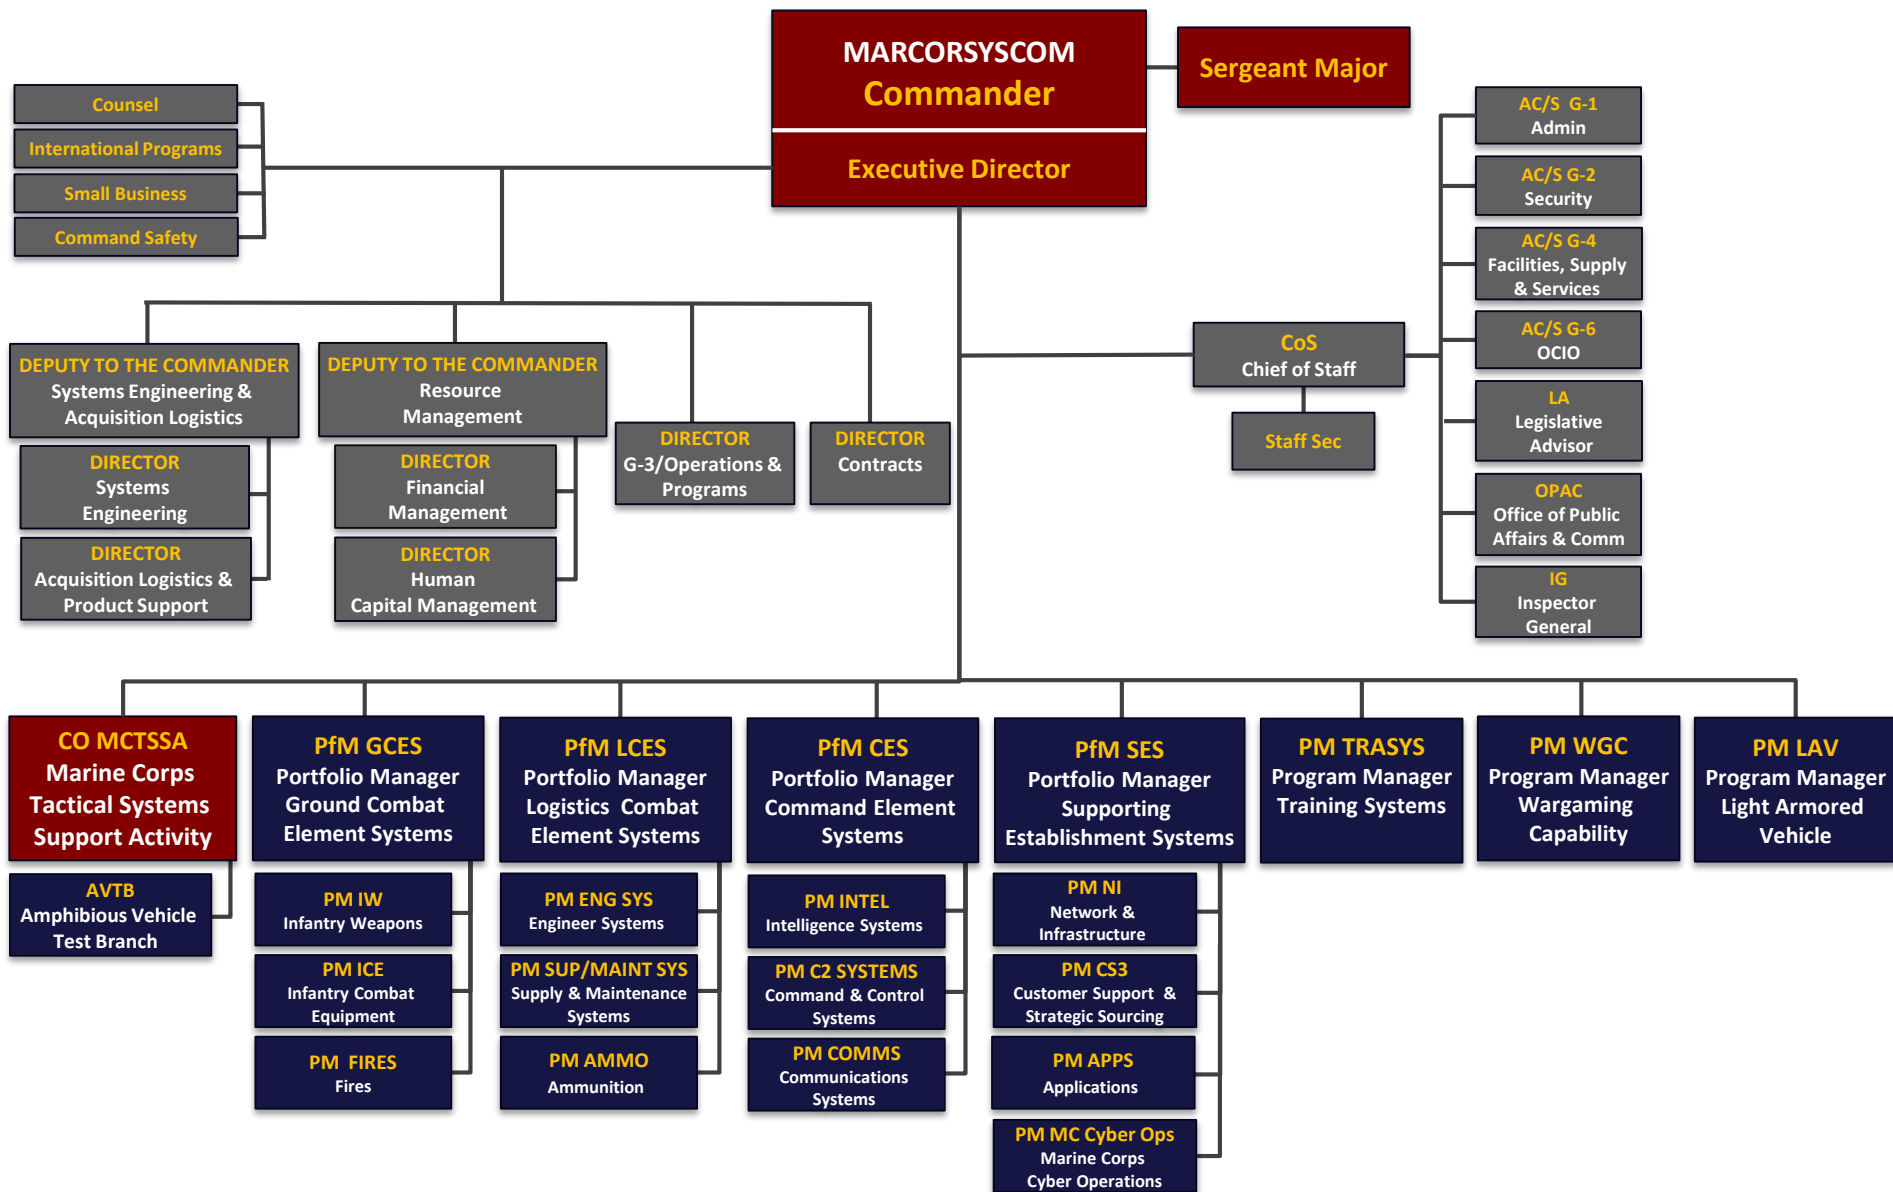 MARCORSYSCOM
Commander
Executive Director
Sergeant Major
Counsel
International Programs
Small Business
Command Safety
AC/S G-1
Admin
AC/S G-2
Security
AC/S G-4
Facilities, Supply
& Services
AC/S G-6
OCIO
LA
Legislative
Advisor
OPAC
Office of Public
Affairs & Comm
IG
Inspector
General
CoS
Chief of Staff
Staff Sec
DEPUTY TO THE COMMANDER
Systems Engineering &
Acquisition Logistics
DIRECTOR
Systems
Engineering
DIRECTOR
Acquisition Logistics &
Product Support
DEPUTY TO THE COMMANDER
Resource
Management
DIRECTOR
Financial
Management
DIRECTOR
Human
Capital Management
DIRECTOR
G-3/Operations &
Programs
DIRECTOR
Contracts
CO MCTSSA
Marine Corps
Tactical Systems
Support Activity
AVTB
Amphibious Vehicle
Test Branch
PfM GCES
Portfolio Manager
Ground Combat
Element Systems
PM IW
Infantry Weapons
PM ICE
Infantry Combat
Equipment
PM FIRES
Fires
PfM LCES
Portfolio Manager
Logistics Combat
Element Systems
PM ENG SYS
Engineer Systems
PM SUP/MAINT SYS
Supply & Maintenance
Systems
PM AMMO
Ammunition
PfM CES
Portfolio Manager
Command Element
Systems
PM INTEL
Intelligence Systems
PM C2 SYSTEMS
Command & Control
Systems
PM COMMS
Communications
Systems
PfM SES
Portfolio Manager
Supporting
Establishment Systems
PM NI
Network &
Infrastructure
PM CS3
Customer Support &
Strategic Sourcing
PM APPS
Applications
PM MC Cyber Ops
Marine Corps
Cyber Operations
PM TRASYS
Program Manager
Training Systems
PM WGC
Program Manager
Wargaming
Capability
PM LAV
Program Manager
Light Armored
Vehicle